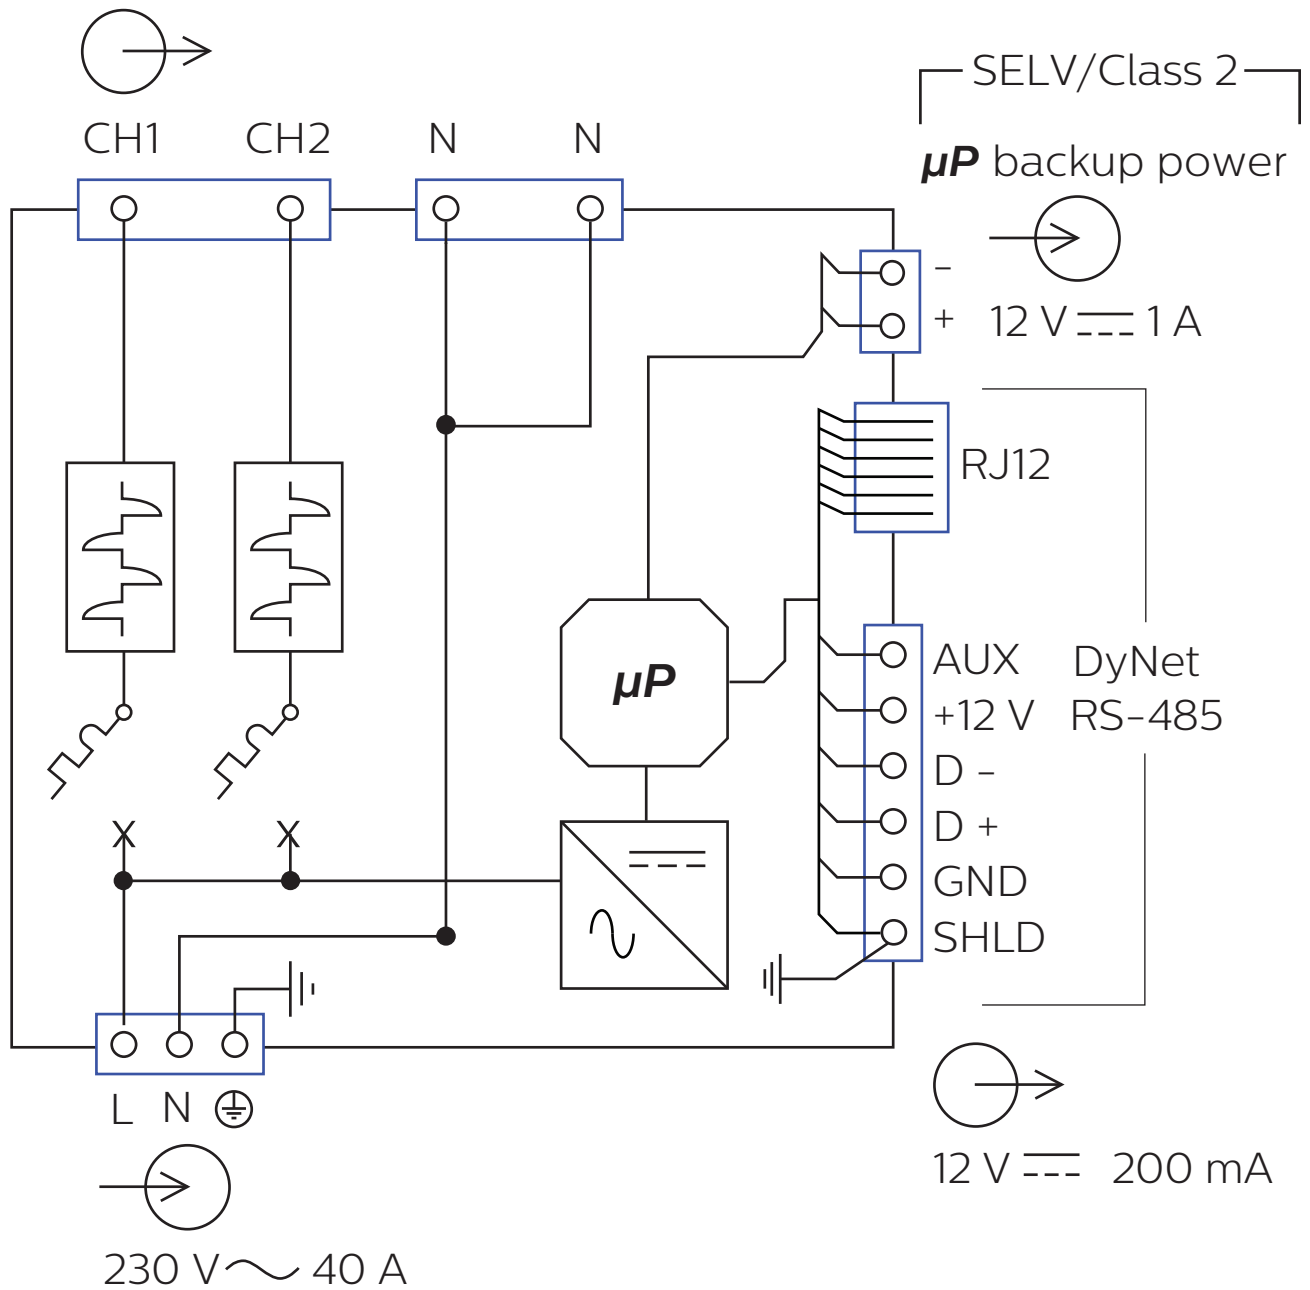 SELV/Class 2
CH1 CH2 N N
µP backup power
-
+ 12 V 1 A
RJ12
µP
AUX DyNet
+12 V RS-485
D -
D +
GND
SHLD
L N
12 V 200 mA
230 V 40 A